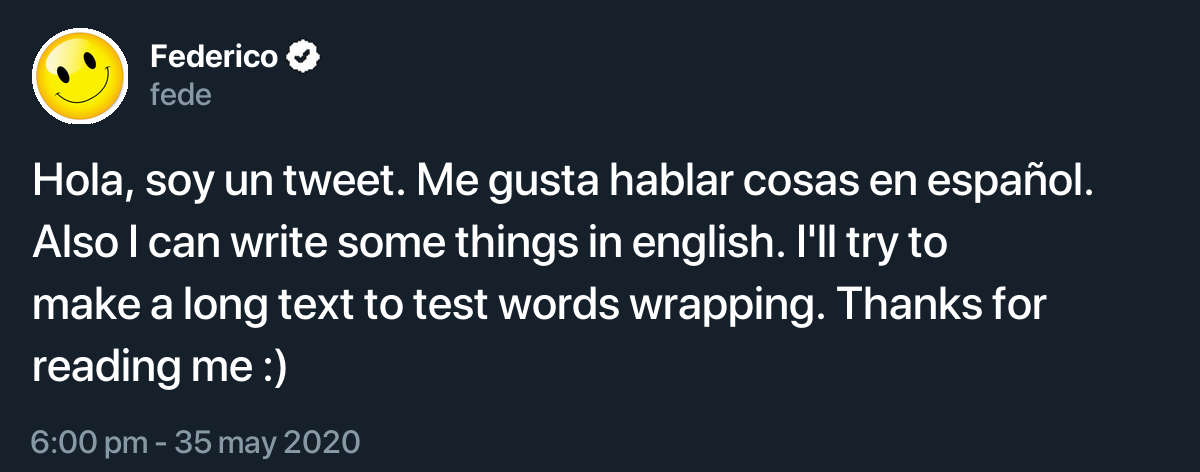 Federico
fede
Hola, soy un tweet. Me gusta hablar cosas en español.
Also I can write some things in english. I'll try to
make a long text to test words wrapping. Thanks for
reading me :)
6:00 pm - 35 may 2020